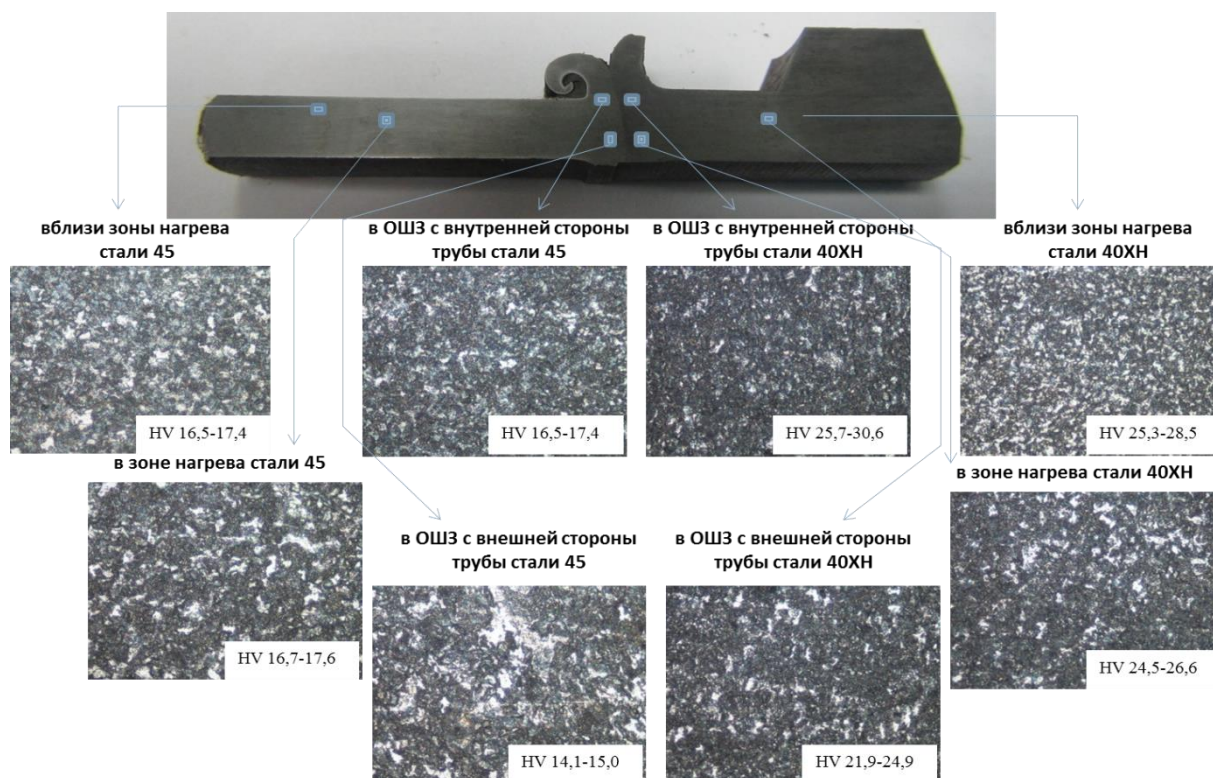 вблизи зоны нагрева
стали 45
в ОШЗ с внутренней стороны
трубы стали 45
в ОШЗ с внутренней стороны
трубы стали 40ХН
вблизи зоны нагрева
стали 40ХН
HV 16,5-17,4
HV 16,5-17,4
HV 25,7-30,6
HV 25,3-28,5
в зоне нагрева стали 45
в зоне нагрева стали 40ХН
в ОШЗ с внешней стороны
трубы стали 45
в ОШЗ с внешней стороны
трубы стали 40ХН
HV 16,7-17,6
HV 24,5-26,6
HV 14,1-15,0
HV 21,9-24,9